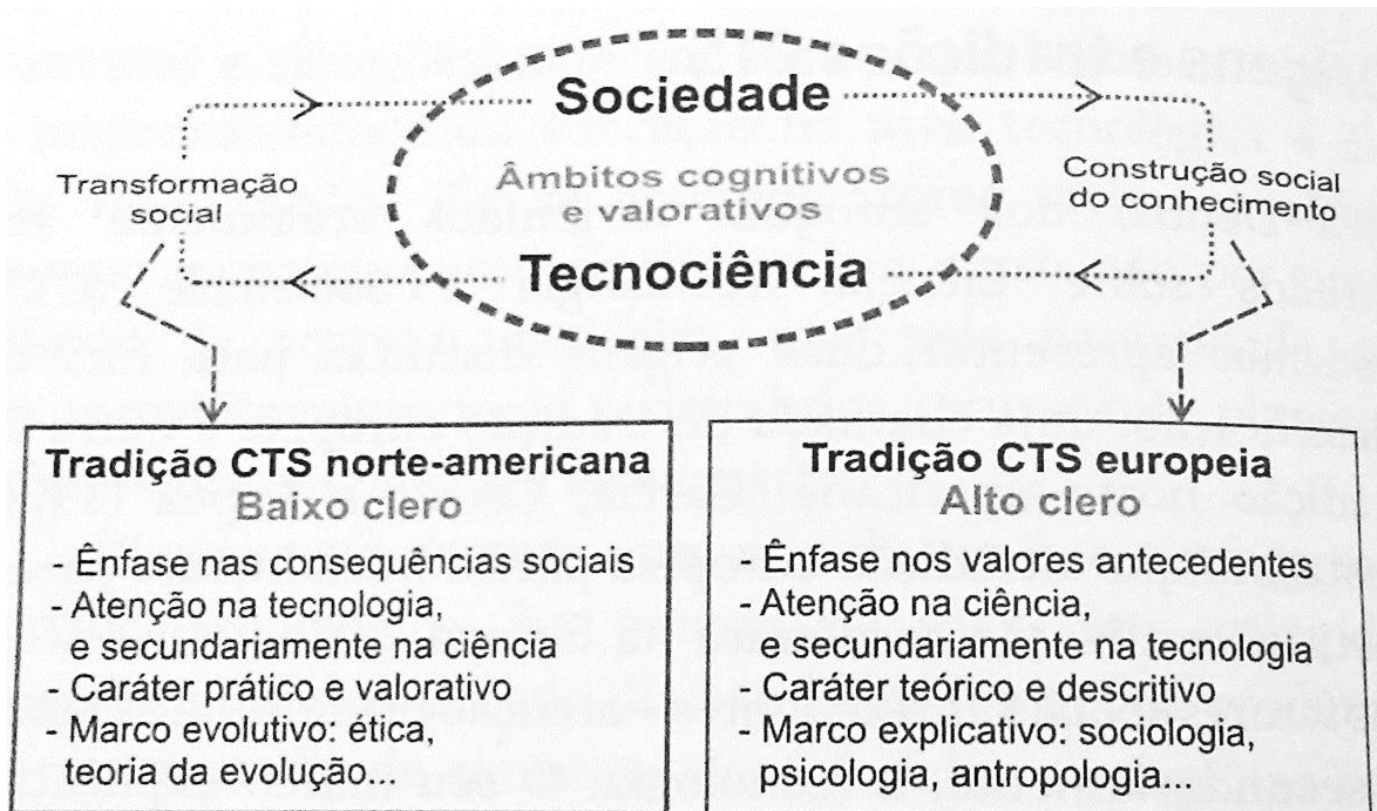 Sociedade
Âmbitos cognitivos
e valorativos
Tecnociência
Transformação
social
Construção social
do conhecimento
Tradição CTS norte-americana
Baixo clero
- Ênfase nas consequências sociais
- Atenção na tecnologia,
e secundariamente na ciência
- Caráter prático e valorativo
- Marco evolutivo: ética,
teoria da evolução...
Tradição CTS europeia
Alto clero
- Ênfase nos valores antecedentes
- Atenção na ciência,
e secundariamente na tecnologia
- Caráter teórico e descritivo
- Marco explicativo: sociologia,
psicologia, antropologia...